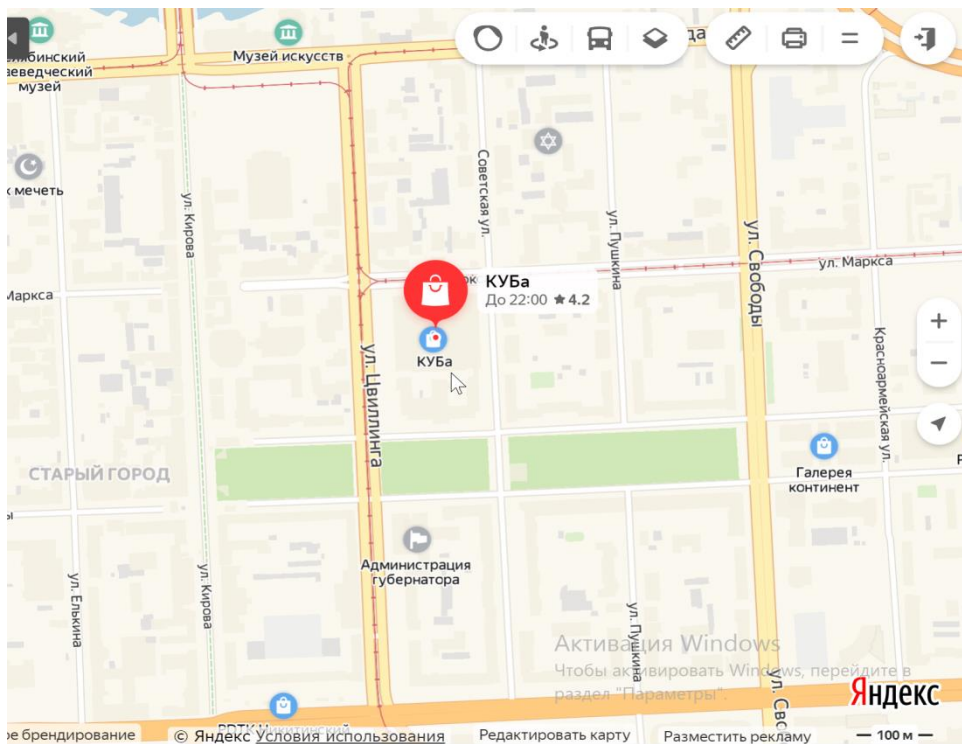 Музей искусств
музей
мечеть
ул. Кирова
Советская ул.
ул. Пушкина
ул. Свободы
ул. Маркса
Маркса
КУБа
До 22:00 ★ 4.2
КУБа
ул. Цвиллинга
Красноармейская ул.
СТАРЫЙ ГОРОД
Галерея
континент
Администрация
губернатора
ул. Елькина
ул. Кирова
ул. Пушкина
Активация Windows
Чтобы активировать Windows, перейдите в
раздел "Параметры".
Яндекс
брендирование
© Яндекс Условия использования
Редактировать карту
Разместить рекламу
100 м